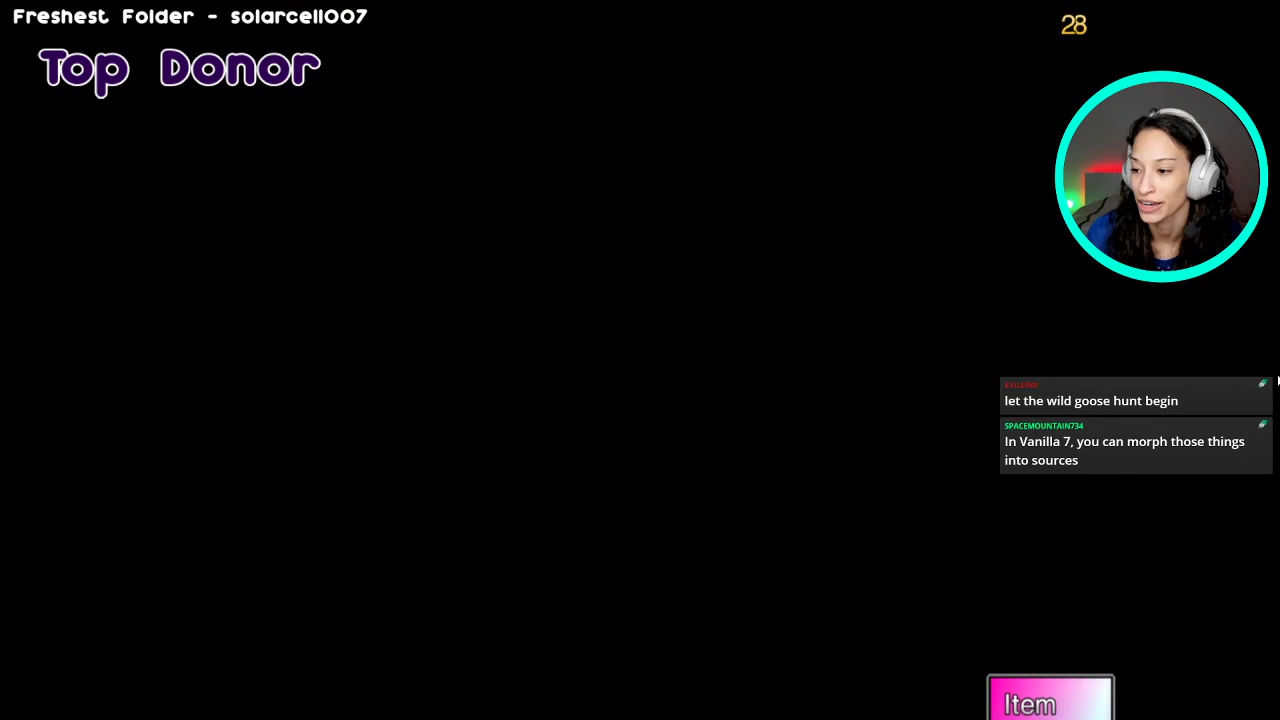 Freshest Folder - solarcell007
Top Donor
28
EXILE983
let the wild goose hunt begin
SPACEMOUNTAIN734
In Vanilla 7, you can morph those things
into sources
Item